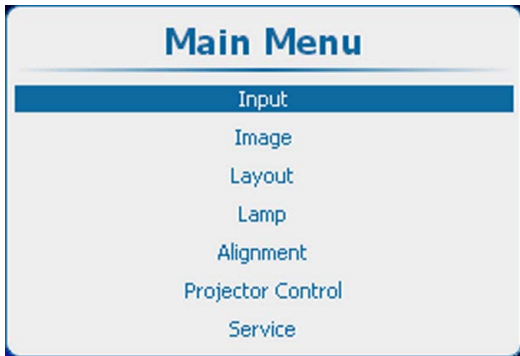 Main Menu
Input
Image
Layout
Lamp
Alignment
Projector Control
Service